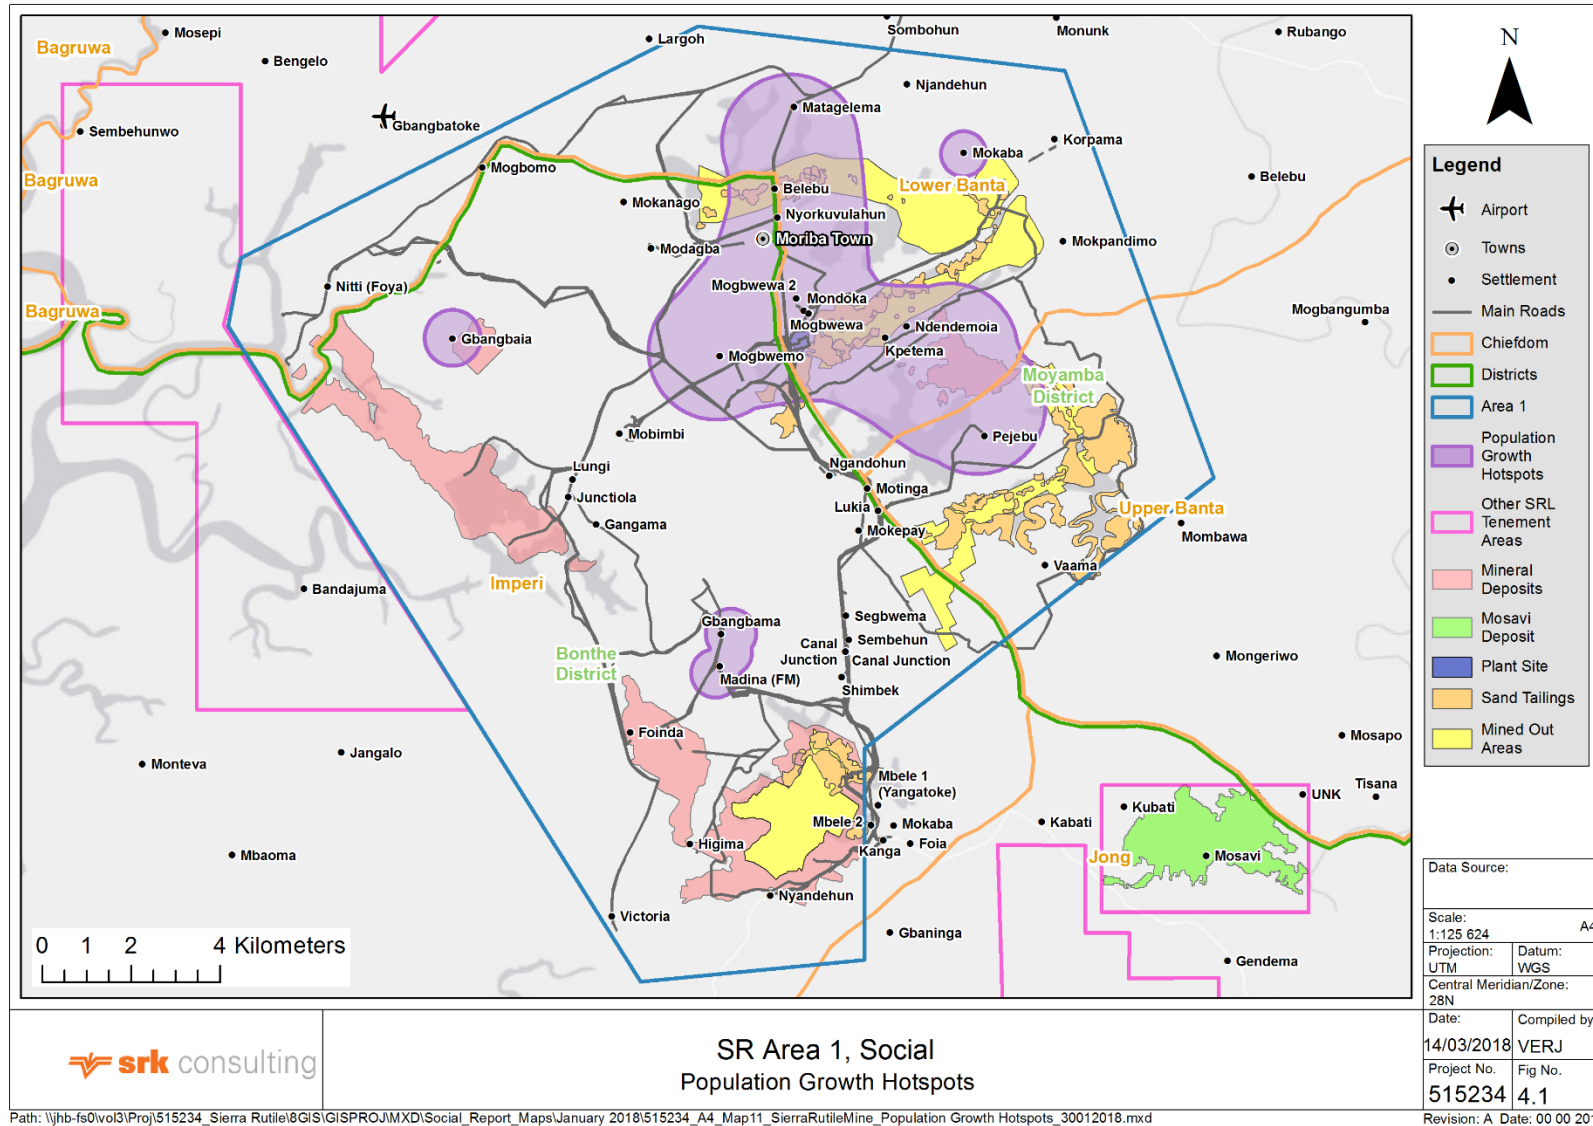 Bagruwa
Mosepi
Bengelo
Largoh
Sombohun
Monunk
Rubango
Njandehun
Gbangbatoke
Sembehunwo
Matagelema
Korpama
Mokaba
Mogbomo
Bagruwa
Lower Banta
Belebu
Belebu
Mokanago
Nyorkuvulahun
Moriba Town
Mokpandimo
Modagba
Nitti (Foya)
Mogbwewa 2
Mondoka
Mogbwewa
Ndendemoia
Mogbangumba
Bagruwa
Gbangbaia
Kpetema
Mogbwemo
Moyamba
District
Mobimbi
Pejebu
Ngandohun
Lungi
Motinga
Junctiola
Lukia
Upper Banta
Gangama
Mokepay
Mombawa
Vaama
Imperi
Bandajuma
Gbangbama
Segbwema
Sembehun
Canal
Junction
Canal Junction
Bonthe
District
Mongeriwo
Madina (FM)
Shimbek
Foinda
Mosapo
Jangalo
Monteva
Mbele 1
(Yangatoke)
Tisana
UNK
Kubati
Mbele 2
Mokaba
Kabati
Higima
Kanga
Foia
Jong
Mosavi
Mbaoma
Nyandehun
Victoria
Gbaninga
Gendema
0 1 2 4 Kilometers
N
Legend
Airport
Towns
Settlement
Main Roads
Chiefdom
Districts
Area 1
Population
Growth
Hotspots
Other SRL
Tenement
Areas
Mineral
Deposits
Mosavi
Deposit
Plant Site
Sand Tailings
Mined Out
Areas
Data Source:
Scale:
1:125 624 A4
Projection:
UTM
Datum:
WGS
Central Meridian/Zone:
28N
Date:
14/03/2018
Compiled by
VERJ
Project No.
515234
Fig No.
4.1
srk consulting
SR Area 1, Social
Population Growth Hotspots
Path: \\jhb-fs0\vol3\Proj\515234_Sierra Rutile\8GIS\GISPROJ\MXD\Social_Report_Maps\January 2018\515234_A4_Map11_SierraRutileMine_Population Growth Hotspots_30012018.mxd
Revision: A Date: 00 00 201